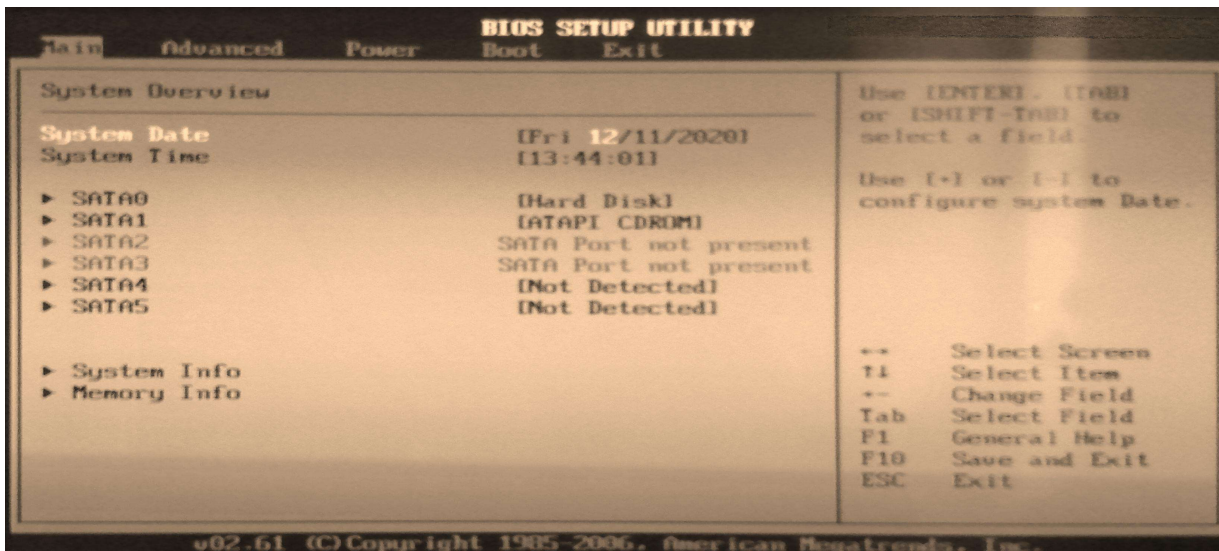 BIOS SETUP UTILITY
Main Advanced Power Boot Exit
System Overview
System Date [Fri 12/11/2020]
System Time [13:44:01]
► SATA0 [Hard Disk]
► SATA1 [ATAPI CDROM]
► SATA2 SATA Port not present
► SATA3 SATA Port not present
► SATA4 [Not Detected]
► SATA5 [Not Detected]
► System Info
► Memory Info
Use [ENTER], [TAB]
or [SHIFT-TAB] to
select a field.
Use [+] or [-] to
configure system Date.
←→ Select Screen
↑↓ Select Item
+- Change Field
Tab Select Field
F1 General Help
F10 Save and Exit
ESC Exit
v02.61 (C)Copyright 1985-2006, American Megatrends, Inc.